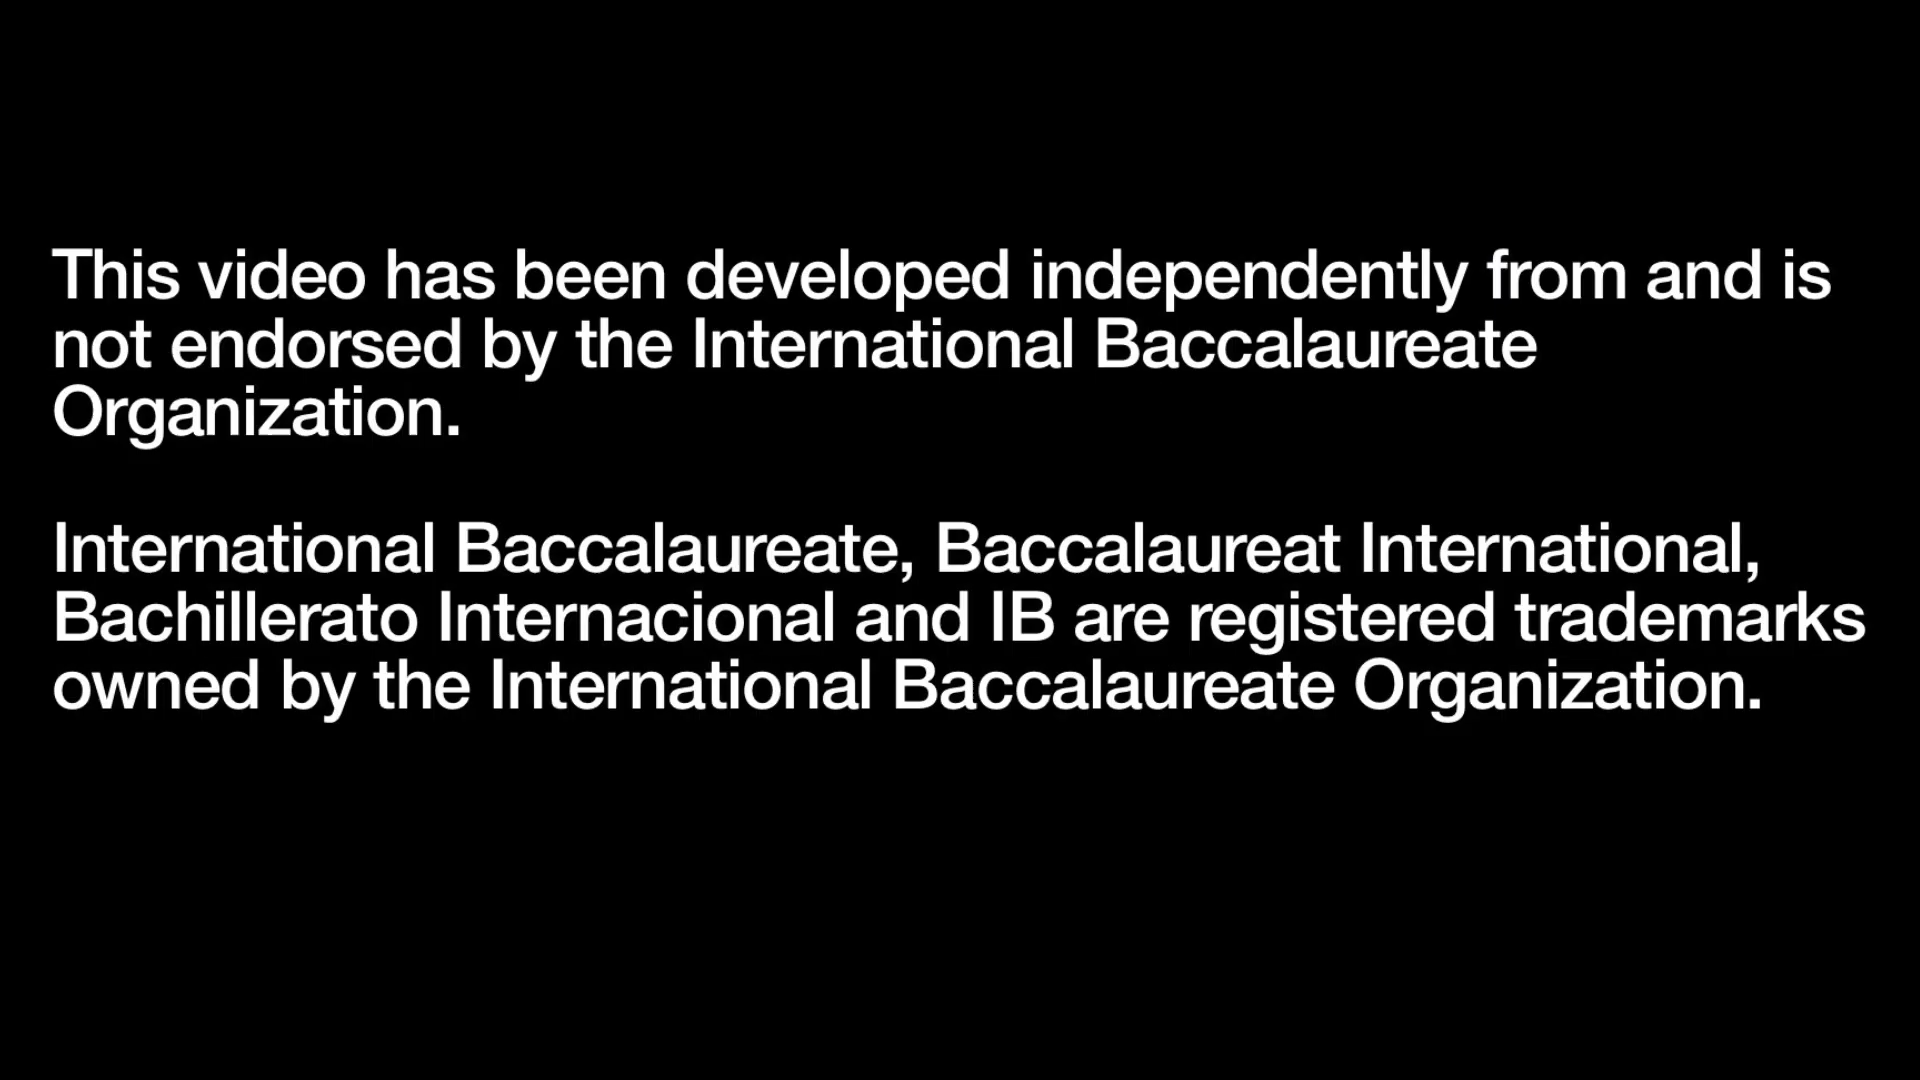 This video has been developed independently from and is
not endorsed by the International Baccalaureate
Organization.
International Baccalaureate, Baccalaureat International,
Bachillerato Internacional and IB are registered trademarks
owned by the International Baccalaureate Organization.